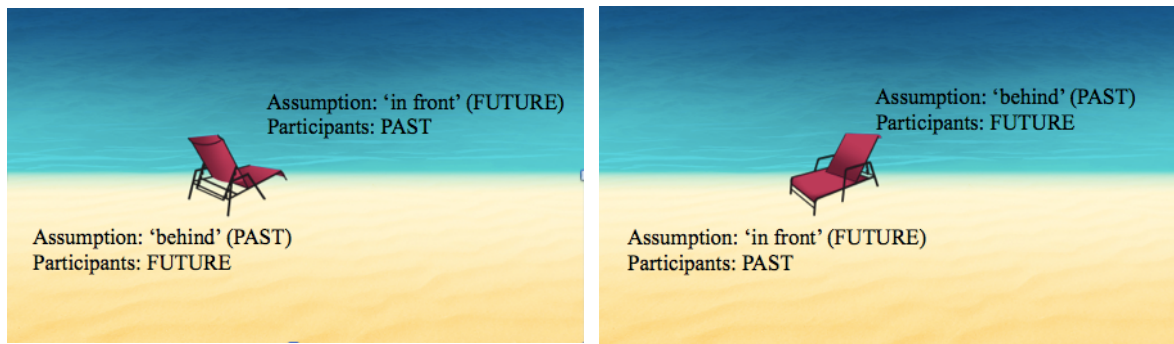 Assumption: ‘in front’ (FUTURE)
Participants: PAST
Assumption: ‘behind’ (PAST)
Participants: FUTURE
Assumption: ‘behind’ (PAST)
Participants: FUTURE
Assumption: ‘in front’ (FUTURE)
Participants: PAST